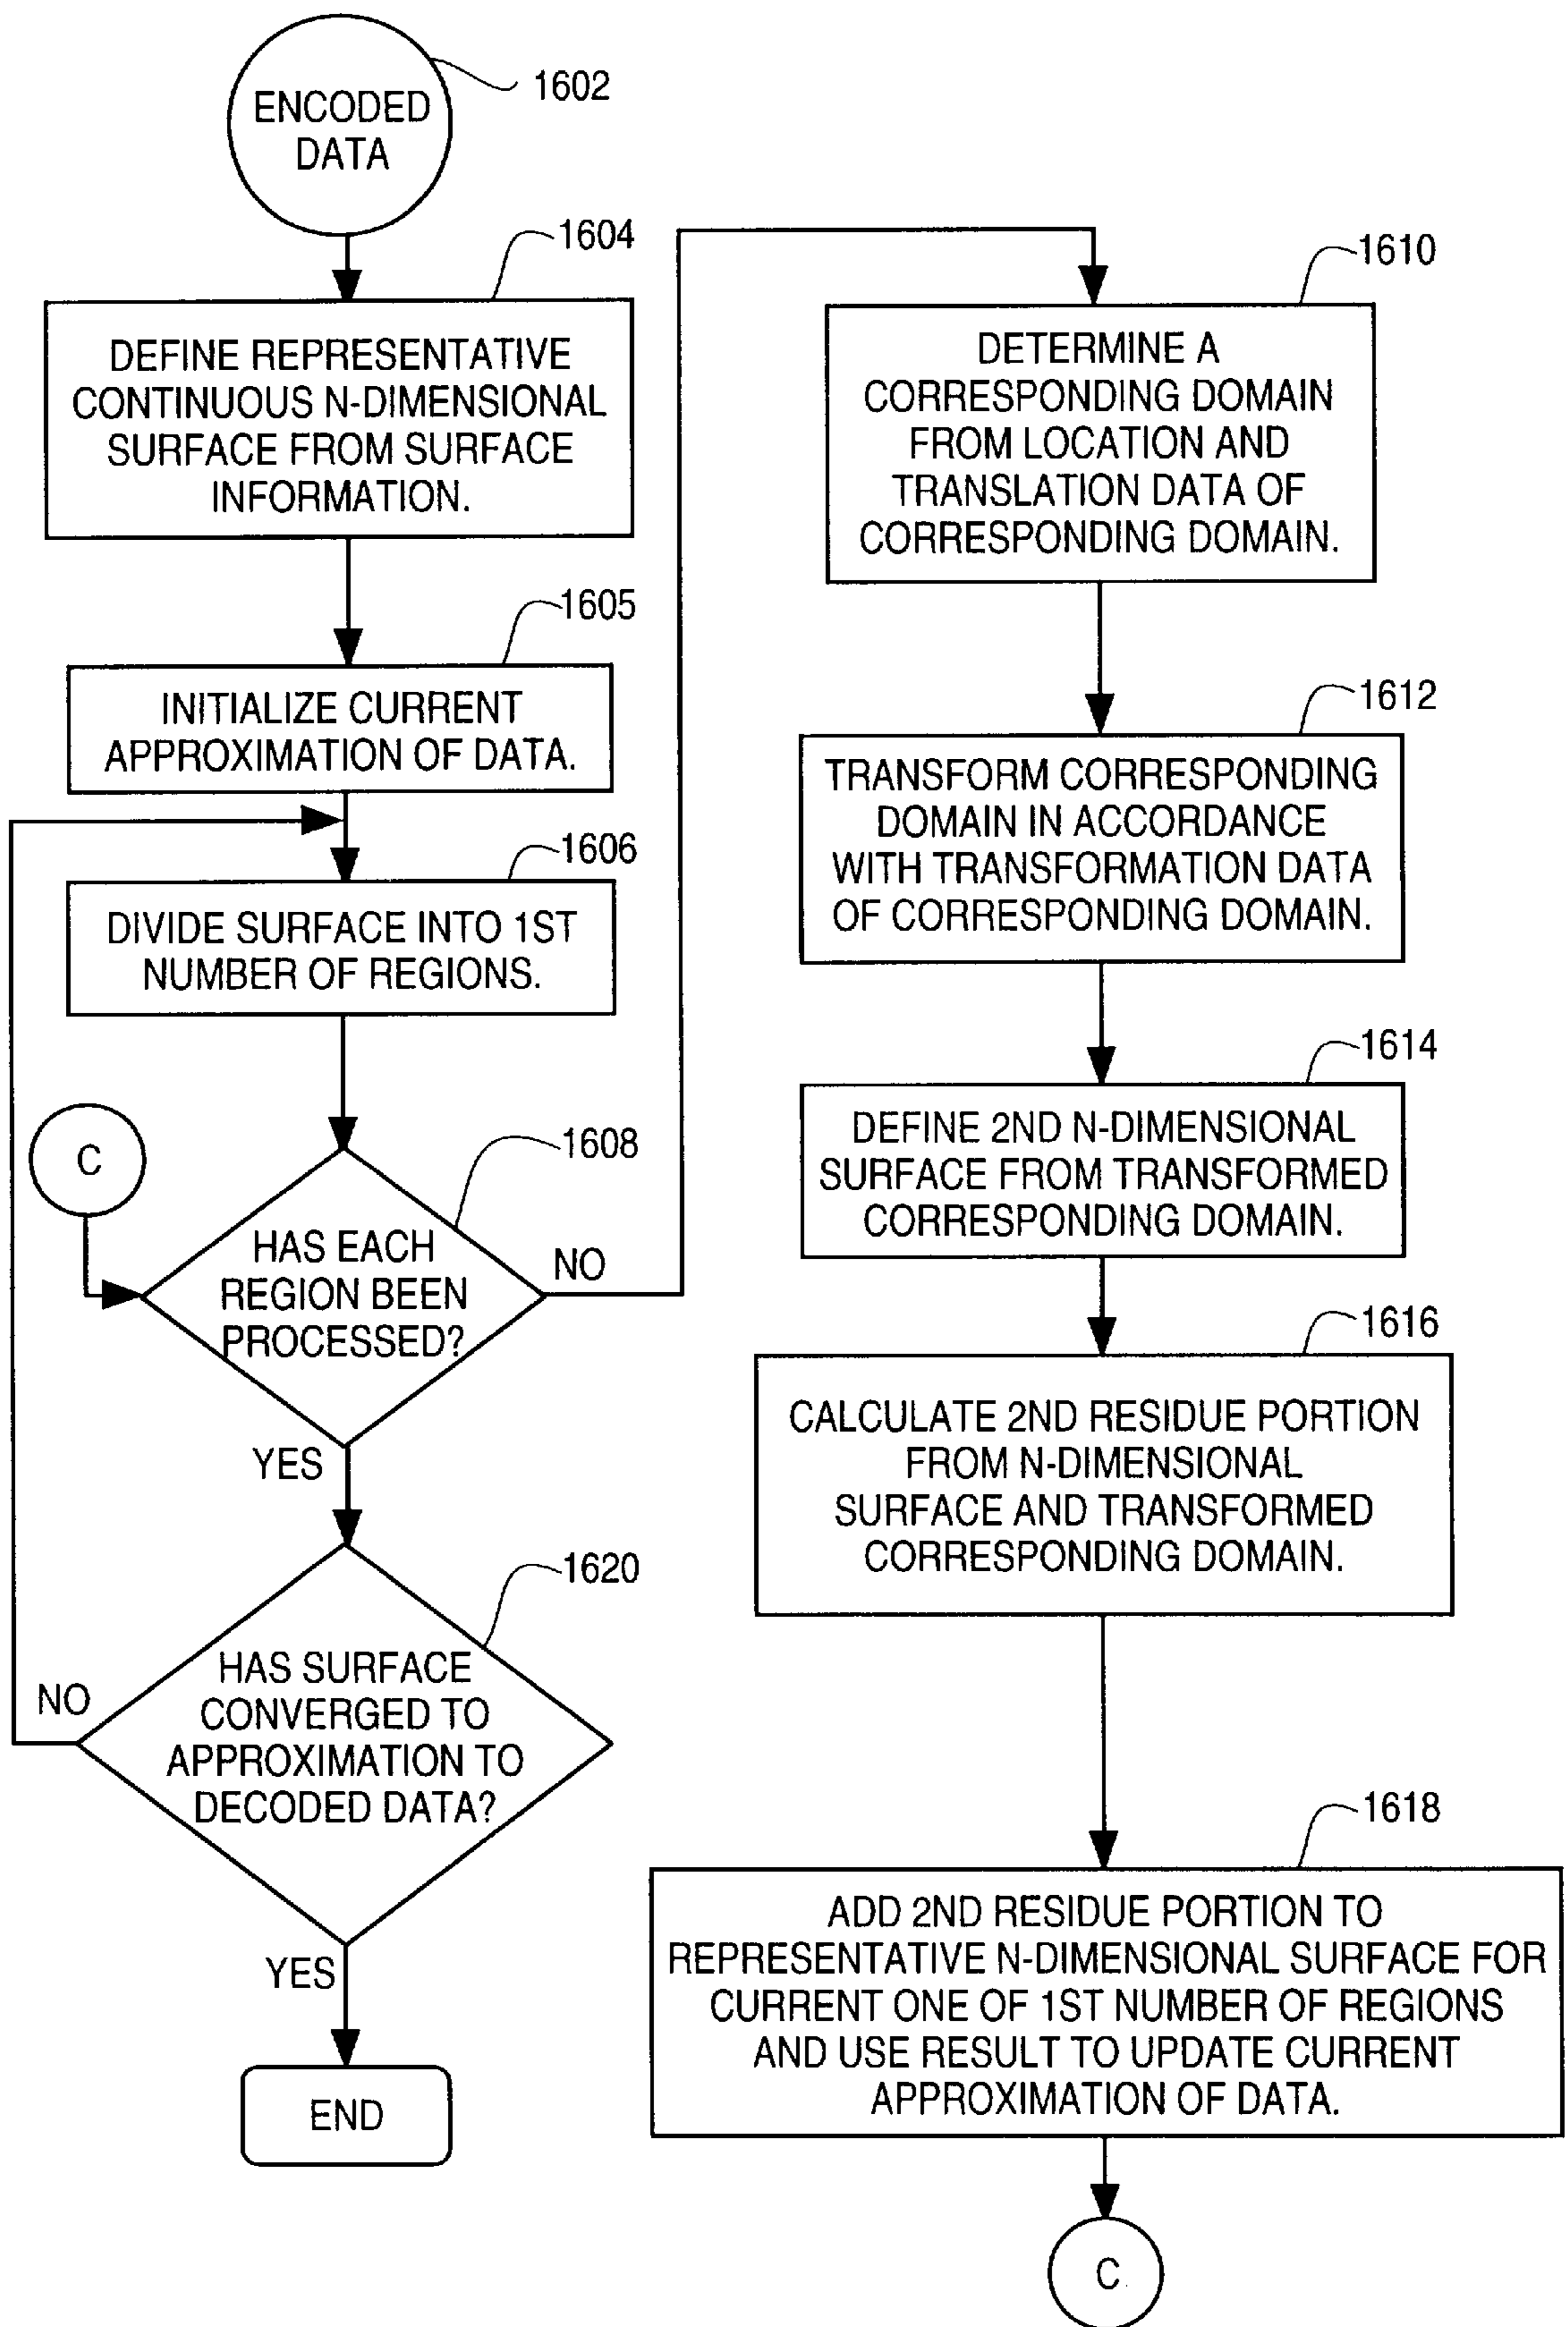 ENCODED
DATA
1602
1604
DEFINE REPRESENTATIVE
CONTINUOUS N-DIMENSIONAL
SURFACE FROM SURFACE
INFORMATION.
1605
INITIALIZE CURRENT
APPROXIMATION OF DATA.
1606
DIVIDE SURFACE INTO 1ST
NUMBER OF REGIONS.
C
1608
HAS EACH
REGION BEEN
PROCESSED?
NO
YES
1620
HAS SURFACE
CONVERGED TO
APPROXIMATION TO
DECODED DATA?
NO
YES
END
1610
DETERMINE A
CORRESPONDING DOMAIN
FROM LOCATION AND
TRANSLATION DATA OF
CORRESPONDING DOMAIN.
1612
TRANSFORM CORRESPONDING
DOMAIN IN ACCORDANCE
WITH TRANSFORMATION DATA
OF CORRESPONDING DOMAIN.
1614
DEFINE 2ND N-DIMENSIONAL
SURFACE FROM TRANSFORMED
CORRESPONDING DOMAIN.
1616
CALCULATE 2ND RESIDUE PORTION
FROM N-DIMENSIONAL
SURFACE AND TRANSFORMED
CORRESPONDING DOMAIN.
1618
ADD 2ND RESIDUE PORTION TO
REPRESENTATIVE N-DIMENSIONAL SURFACE FOR
CURRENT ONE OF 1ST NUMBER OF REGIONS
AND USE RESULT TO UPDATE CURRENT
APPROXIMATION OF DATA.
C